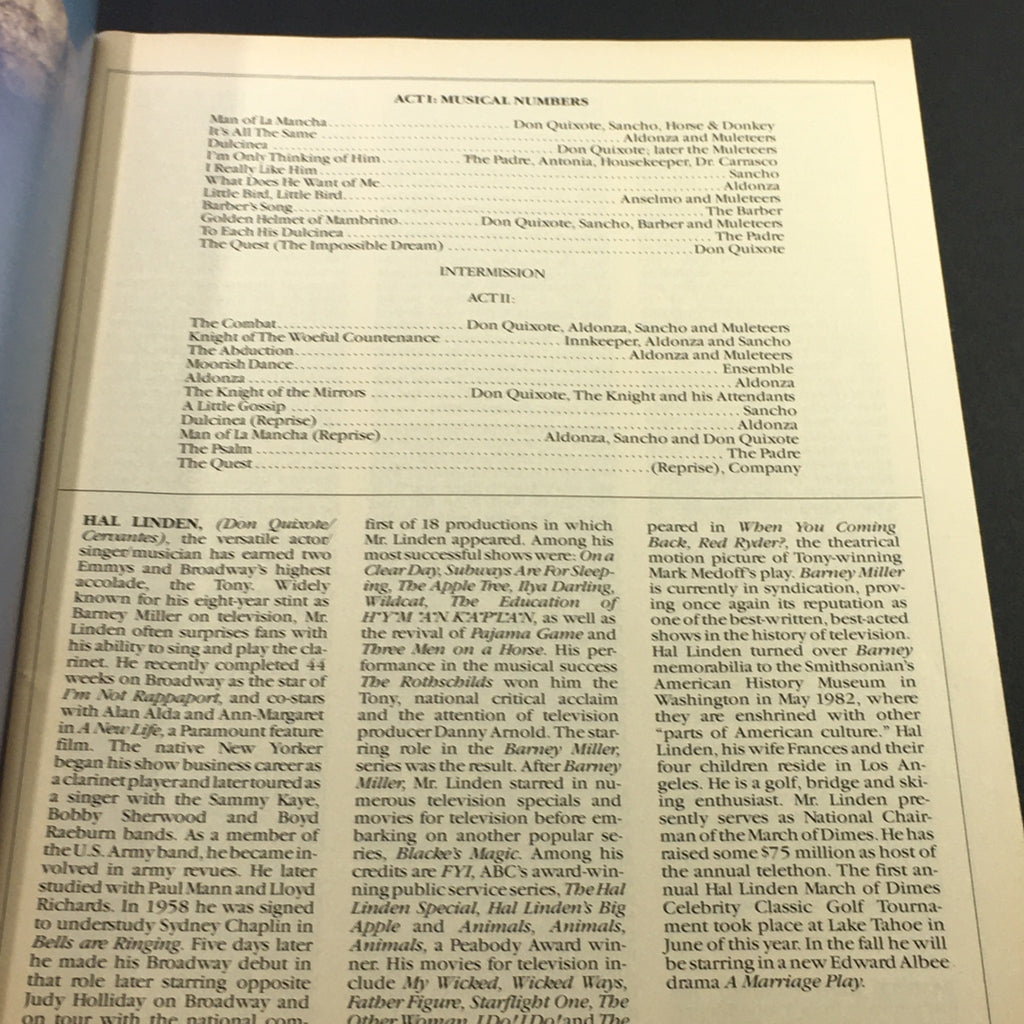 ACT I: MUSICAL NUMBERS
Man of La Mancha Don Quixote, Sancho, Horse & Donkey
It's All The Same Aldonza and Muleteers
Dulcinea Don Quixote; later the Muleteers
I'm Only Thinking of Him The Padre, Antonia, Housekeeper, Dr. Carrasco
I Really Like Him Sancho
What Does He Want of Me Aldonza
Little Bird, Little Bird Anselmo and Muleteers
Barber's Song The Barber
Golden Helmet of Mambrino Don Quixote, Sancho, Barber and Muleteers
To Each His Dulcinea The Padre
The Quest (The Impossible Dream) Don Quixote
INTERMISSION
ACT II:
The Combat Don Quixote, Aldonza, Sancho and Muleteers
Knight of The Woeful Countenance Innkeeper, Aldonza and Sancho
The Abduction Aldonza and Muleteers
Moorish Dance Ensemble
Aldonza Aldonza
The Knight of the Mirrors Don Quixote, The Knight and his Attendants
A Little Gossip Sancho
Dulcinea (Reprise) Aldonza
Man of La Mancha (Reprise) Aldonza, Sancho and Don Quixote
The Psalm The Padre
The Quest (Reprise), Company
HAL LINDEN, (Don Quixote/
Cervantes), the versatile actor/
singer/musician has earned two
Emmys and Broadway's highest
accolade, the Tony. Widely
known for his eight-year stint as
Barney Miller on television, Mr.
Linden often surprises fans with
his ability to sing and play the cla-
rinet. He recently completed 44
weeks on Broadway as the star of
I'm Not Rappaport, and co-stars
with Alan Alda and Ann-Margaret
in A New Life, a Paramount feature
film. The native New Yorker
began his show business career as
a clarinet player and later toured as
a singer with the Sammy Kaye,
Bobby Sherwood and Boyd
Raeburn bands. As a member of
the U.S. Army band, he became in-
volved in army revues. He later
studied with Paul Mann and Lloyd
Richards. In 1958 he was signed
to understudy Sydney Chaplin in
Bells are Ringing. Five days later
he made his Broadway debut in
that role later starring opposite
Judy Holliday on Broadway and
on tour with the national com-
first of 18 productions in which
Mr. Linden appeared. Among his
most successful shows were: On a
Clear Day, Subways Are For Sleep-
ing, The Apple Tree, Ilya Darling,
Wildcat, The Education of
H*Y*M*A*N K*A*P*L*A*N, as well as
the revival of Pajama Game and
Three Men on a Horse. His per-
formance in the musical success
The Rothschilds won him the
Tony, national critical acclaim
and the attention of television
producer Danny Arnold. The star-
ring role in the Barney Miller,
series was the result. After Barney
Miller, Mr. Linden starred in nu-
merous television specials and
movies for television before em-
barking on another popular se-
ries, Blacke's Magic. Among his
credits are FYI, ABC's award-win-
ning public service series, The Hal
Linden Special, Hal Linden's Big
Apple and Animals, Animals,
Animals, a Peabody Award win-
ner. His movies for television in-
clude My Wicked, Wicked Ways,
Father Figure, Starflight One, The
Other Woman, I Do! I Do! and The
peared in When You Coming
Back, Red Ryder?, the theatrical
motion picture of Tony-winning
Mark Medoff's play. Barney Miller
is currently in syndication, prov-
ing once again its reputation as
one of the best-written, best-acted
shows in the history of television.
Hal Linden turned over Barney
memorabilia to the Smithsonian's
American History Museum in
Washington in May 1982, where
they are enshrined with other
"parts of American culture." Hal
Linden, his wife Frances and their
four children reside in Los An-
geles. He is a golf, bridge and ski-
ing enthusiast. Mr. Linden pre-
sently serves as National Chair-
man of the March of Dimes. He has
raised some $75 million as host of
the annual telethon. The first an-
nual Hal Linden March of Dimes
Celebrity Classic Golf Tourna-
ment took place at Lake Tahoe in
June of this year. In the fall he will
be starring in a new Edward Albee
drama A Marriage Play.